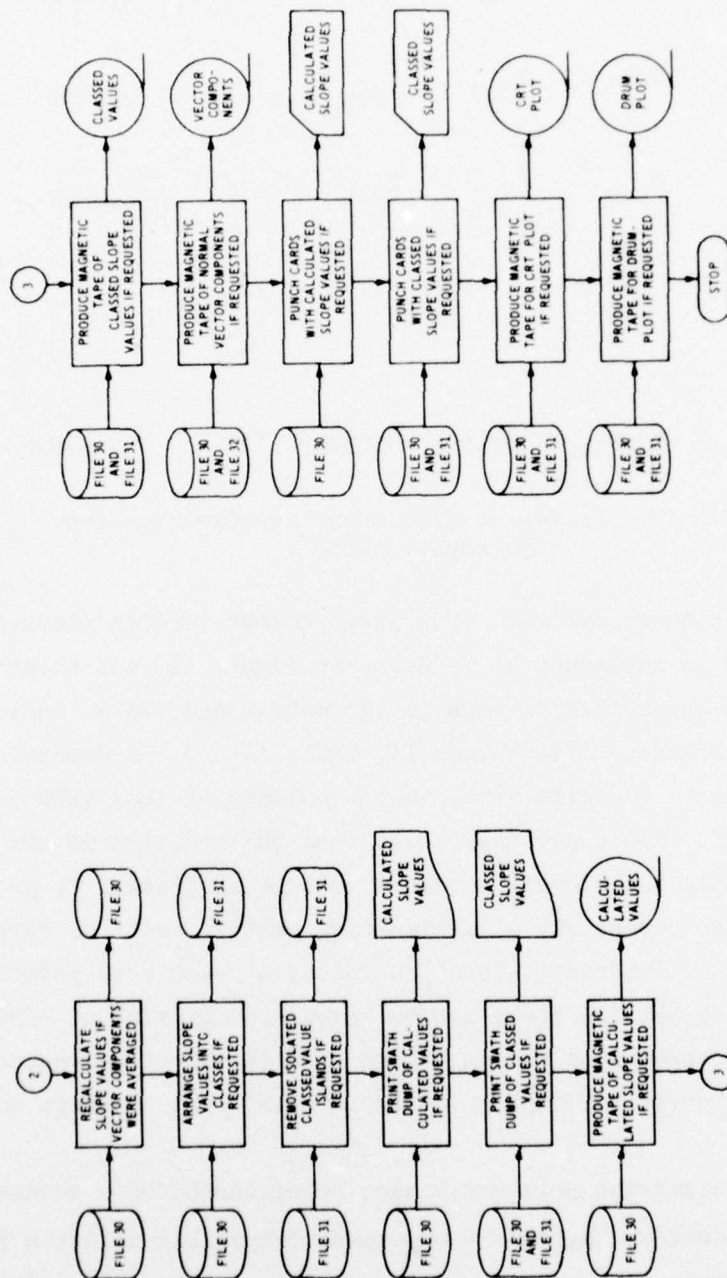 2
FILE 30
RECALCULATE
SLOPE VALUES IF
VECTOR COMPONENTS
WERE AVERAGED
FILE 30
FILE 30
ARRANGE SLOPE
VALUES INTO
CLASSES IF
REQUESTED
FILE 31
FILE 31
REMOVE ISOLATED
CLASSED VALUE
ISLANDS IF
REQUESTED
FILE 31
FILE 30
PRINT SWATH
DUMP OF CAL-
CULATED VALUES
IF REQUESTED
CALCULATED
SLOPE
VALUES
FILE 30
AND
FILE 31
PRINT SWATH
DUMP OF CLASSED
VALUES IF
REQUESTED
CLASSED
SLOPE
VALUES
FILE 30
PRODUCE MAGNETIC
TAPE OF CALCU-
LATED SLOPE VALUES
IF REQUESTED
CALCU-
LATED
VALUES
3
3
FILE 30
AND
FILE 31
PRODUCE MAGNETIC
TAPE OF
CLASSED SLOPE
VALUES IF REQUESTED
CLASSED
VALUES
FILE 30
AND
FILE 32
PRODUCE MAGNETIC
TAPE OF NORMAL
VECTOR COMPONENTS
IF REQUESTED
VECTOR
COMPO-
NENTS
FILE 30
PUNCH CARDS
WITH CALCULATED
SLOPE VALUES IF
REQUESTED
CALCULATED
SLOPE VALUES
FILE 30
AND
FILE 31
PUNCH CARDS
WITH CLASSED
SLOPE VALUES IF
REQUESTED
CLASSED
SLOPE VALUES
FILE 30
AND
FILE 31
PRODUCE MAGNETIC
TAPE FOR CRT PLOT
IF REQUESTED
CRT
PLOT
FILE 30
AND
FILE 31
PRODUCE MAGNETIC
TAPE FOR DRUM-
PLOT IF REQUESTED
DRUM
PLOT
STOP